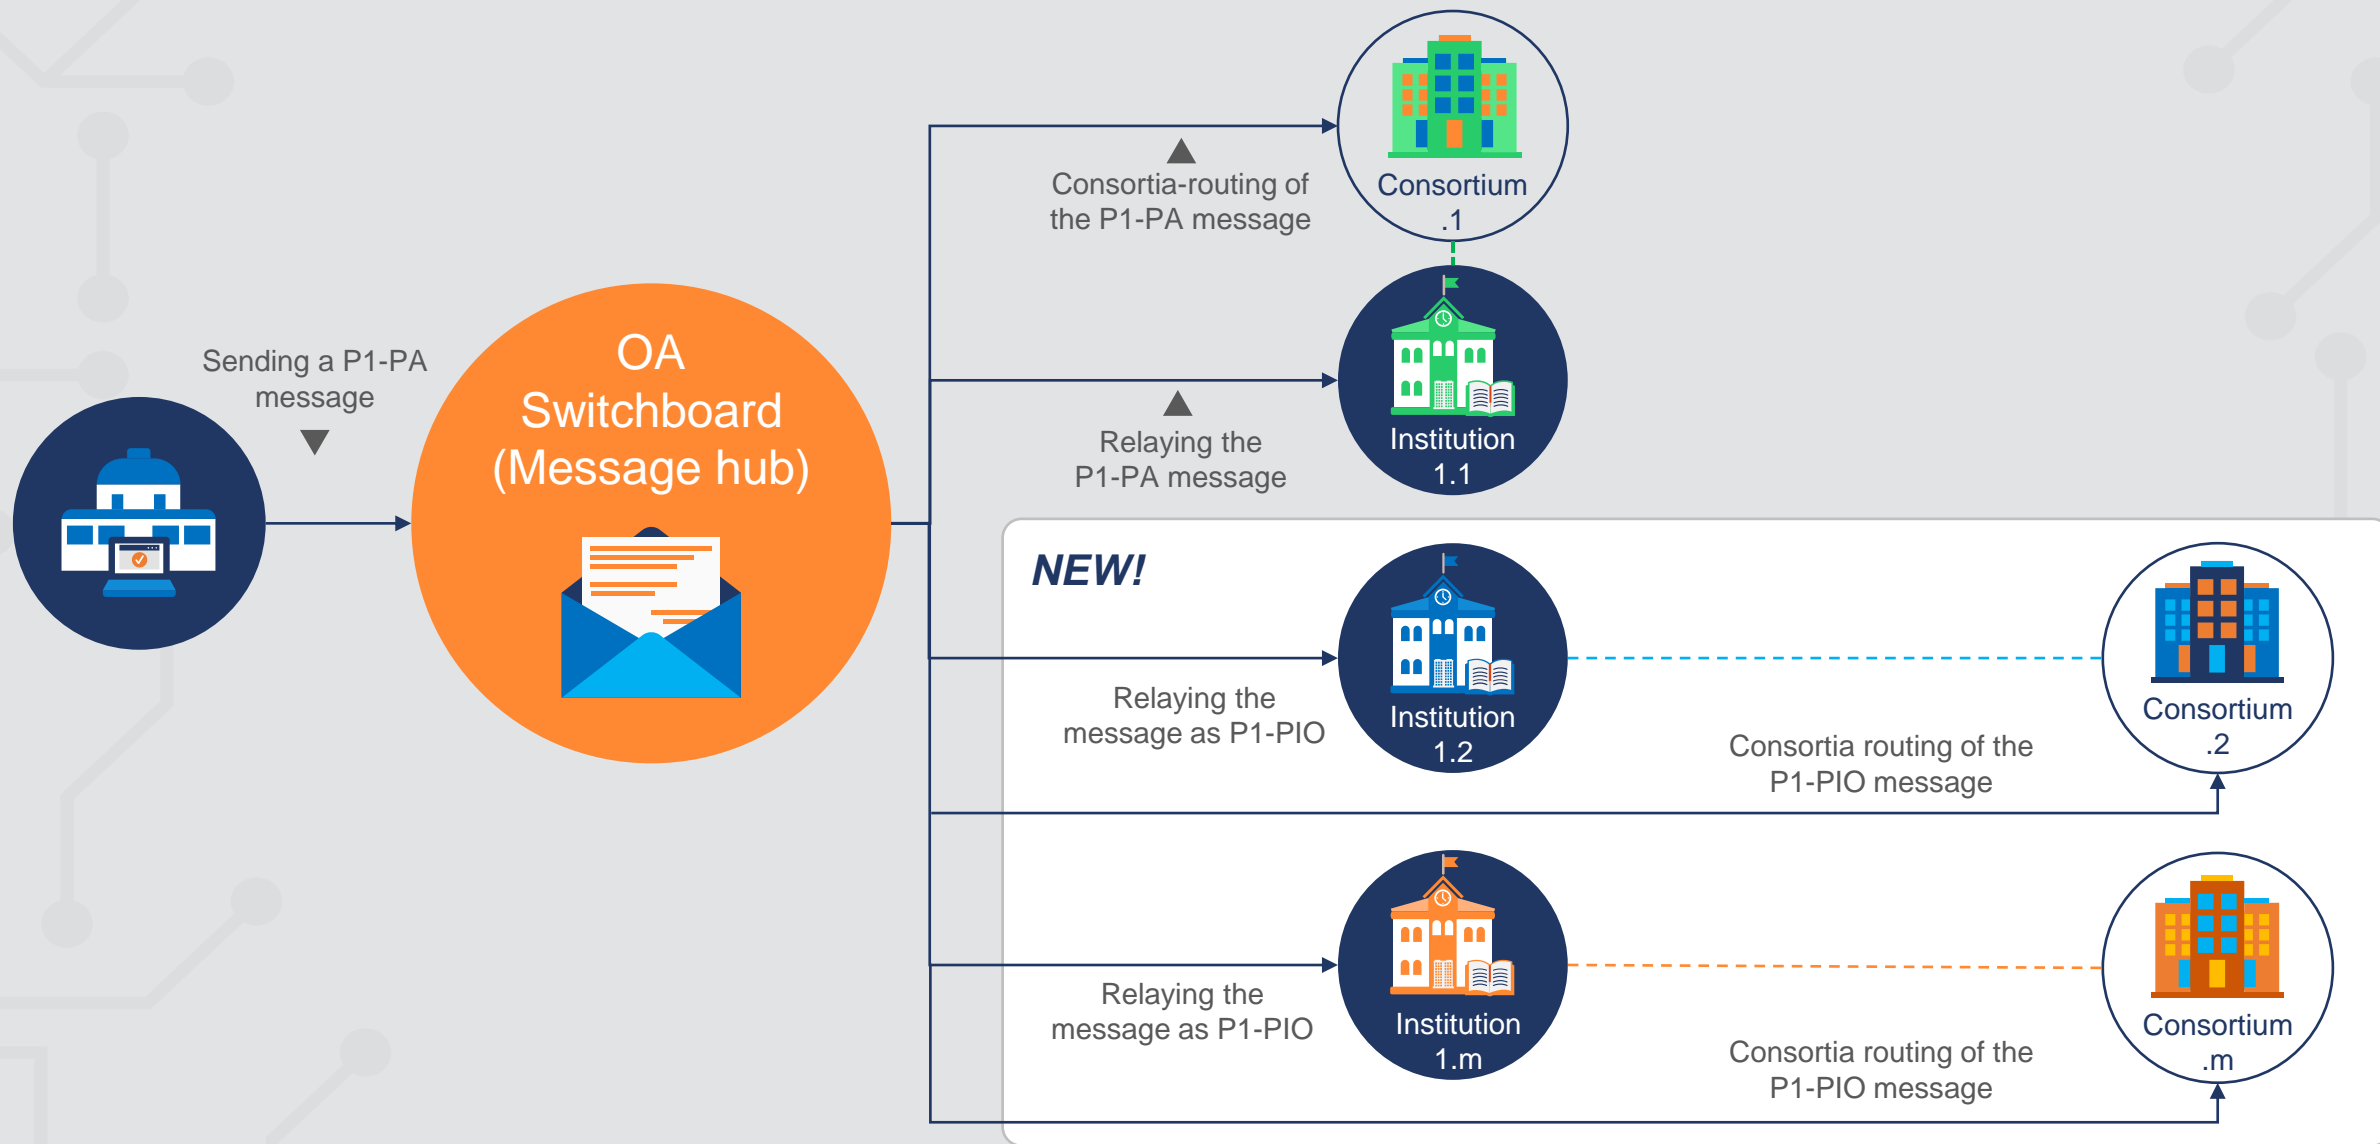 Sending a P1-PA
message
OA
Switchboard
(Message hub)
Consortia-routing of
the P1-PA message
Consortium
.1
Relaying the
P1-PA message
Institution
1.1
NEW!
Relaying the
message as P1-PIO
Institution
1.2
Consortia routing of the
P1-PIO message
Consortium
.2
Relaying the
message as P1-PIO
Institution
1.m
Consortia routing of the
P1-PIO message
Consortium
.m